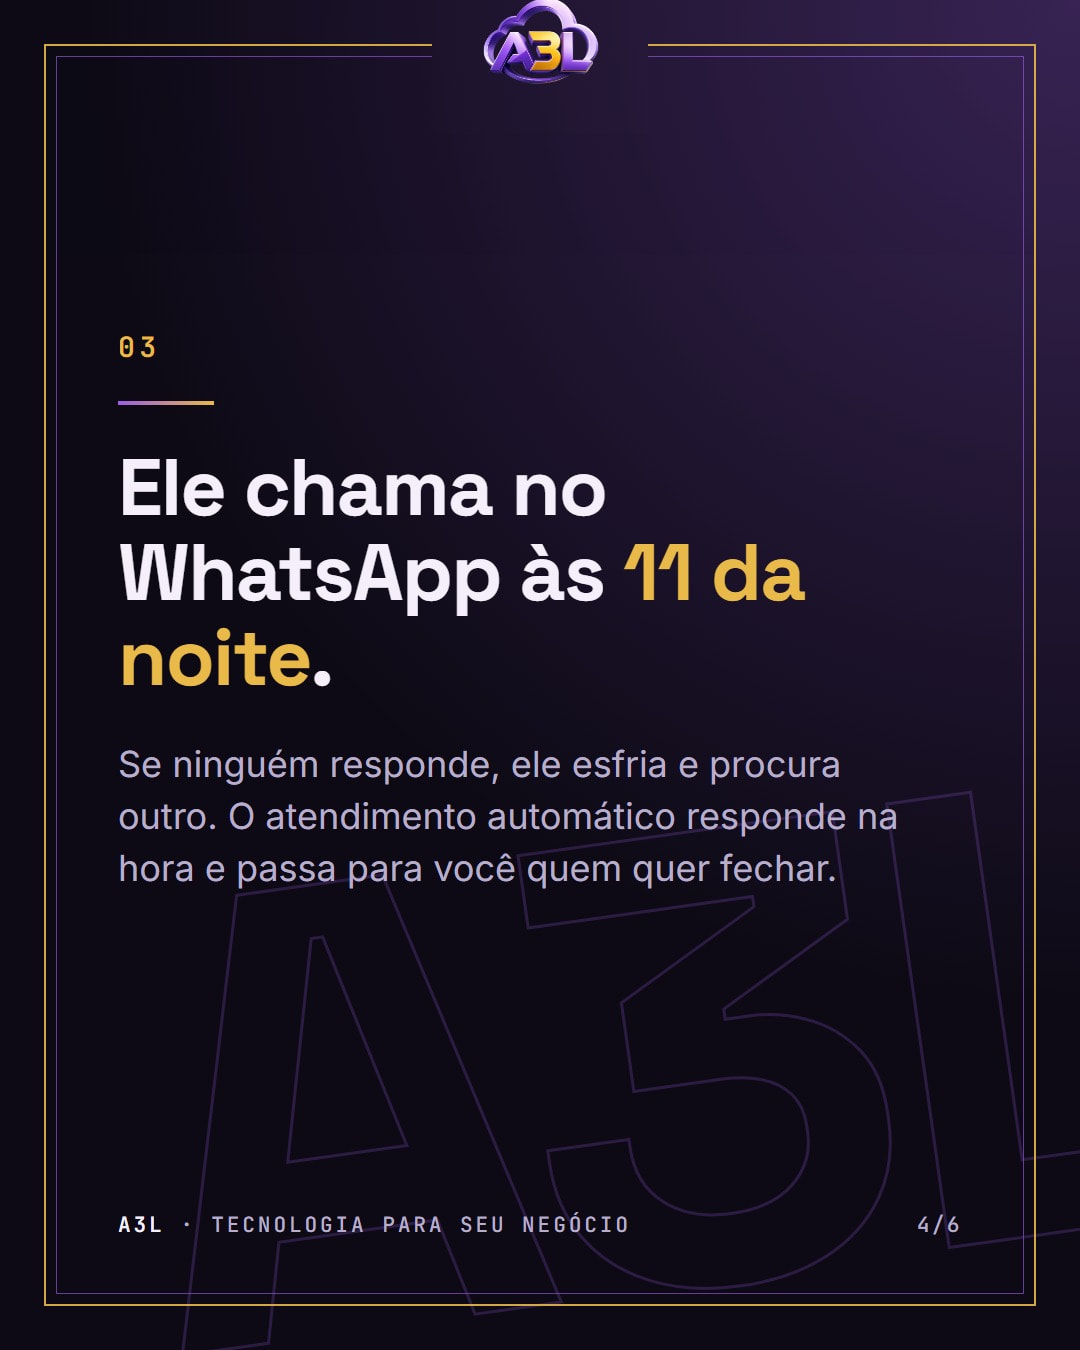 A3L
03
Ele chama no
WhatsApp às 11 da
noite.
Se ninguém responde, ele esfria e procura
outro. O atendimento automático responde na
hora e passa para você quem quer fechar.
A3L
A3L · TECNOLOGIA PARA SEU NEGÓCIO
4/6